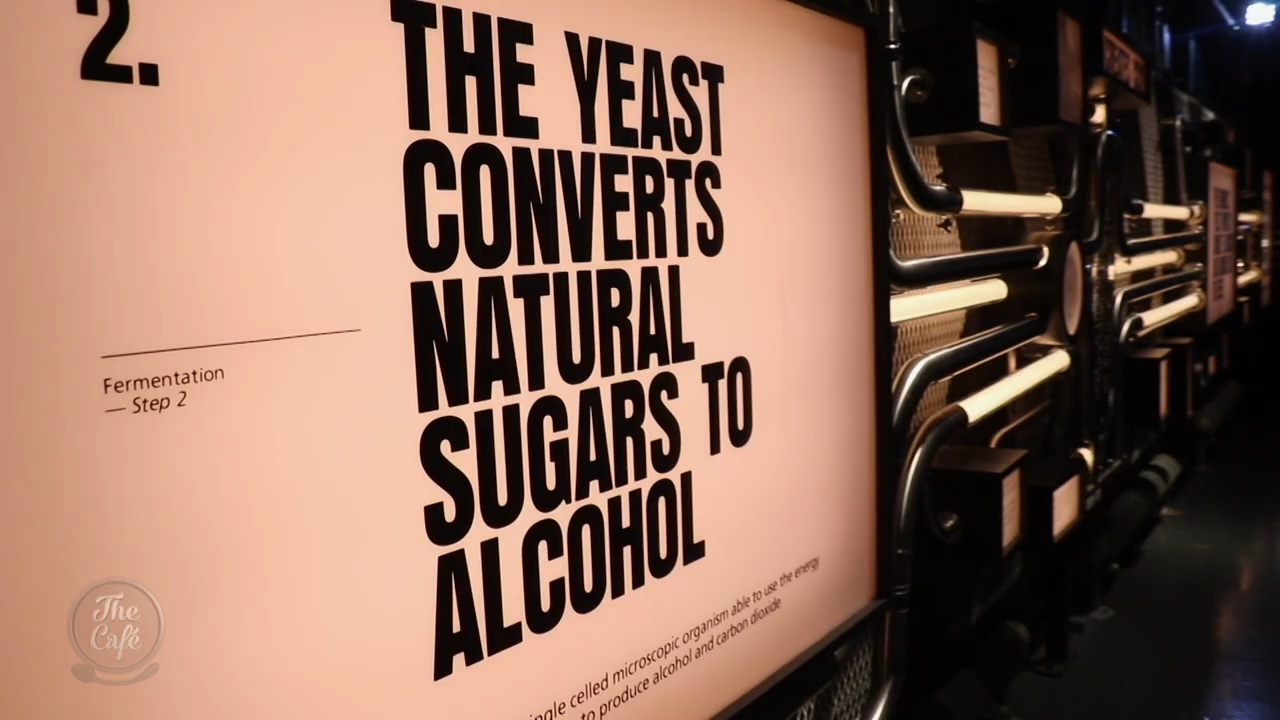 2.
THE YEAST
CONVERTS
NATURAL
SUGARS TO
ALCOHOL
Fermentation
— Step 2
celled microscopic organism able to use the energy
to produce alcohol and carbon dioxide
The
Café